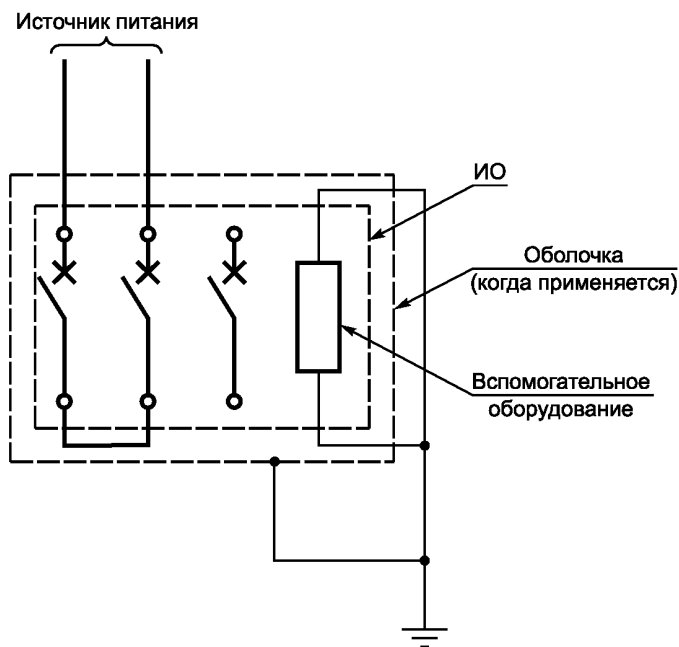 Источник питания
ИО
Оболочка
(когда применяется)
Вспомогательное
оборудование